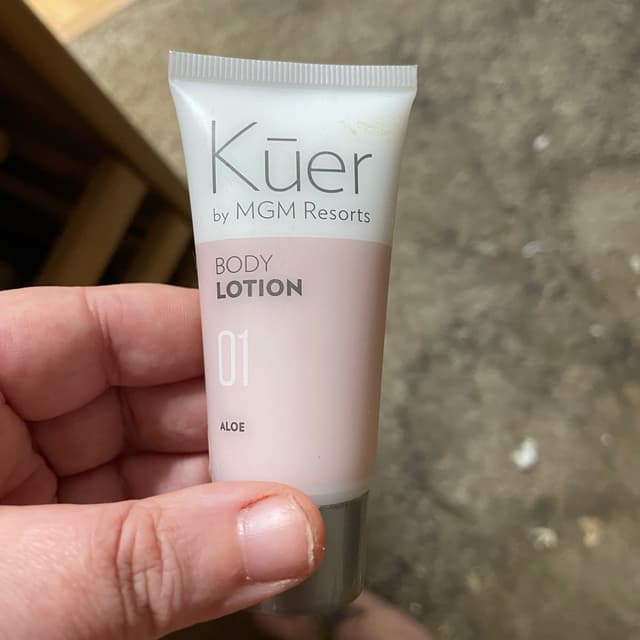 Kūer
by MGM Resorts
BODY
LOTION
01
ALOE